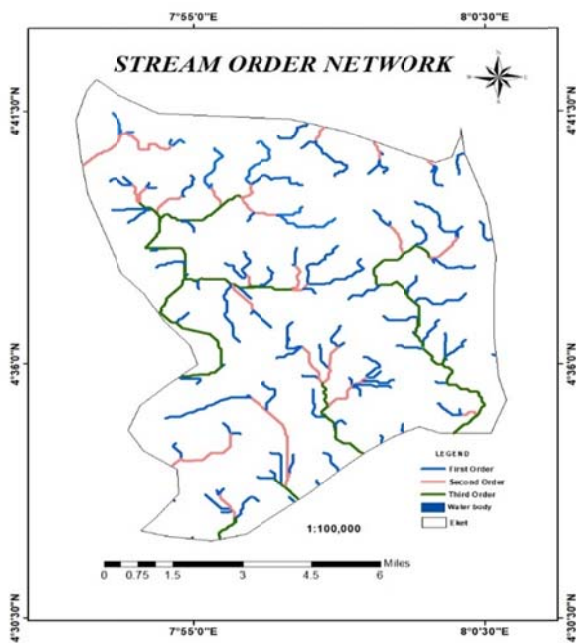 7°55'0"E 8°0'30"E
STREAM ORDER NETWORK
4°41'30"N 4°41'30"N
4°36'0"N 4°36'0"N
LEGEND
First Order
Second Order
Third Order
Water body
Eket
1:100,000
Miles
0 0.75 1.5 3 4.5 6
4°30'30"N 4°30'30"N
7°55'0"E 8°0'30"E